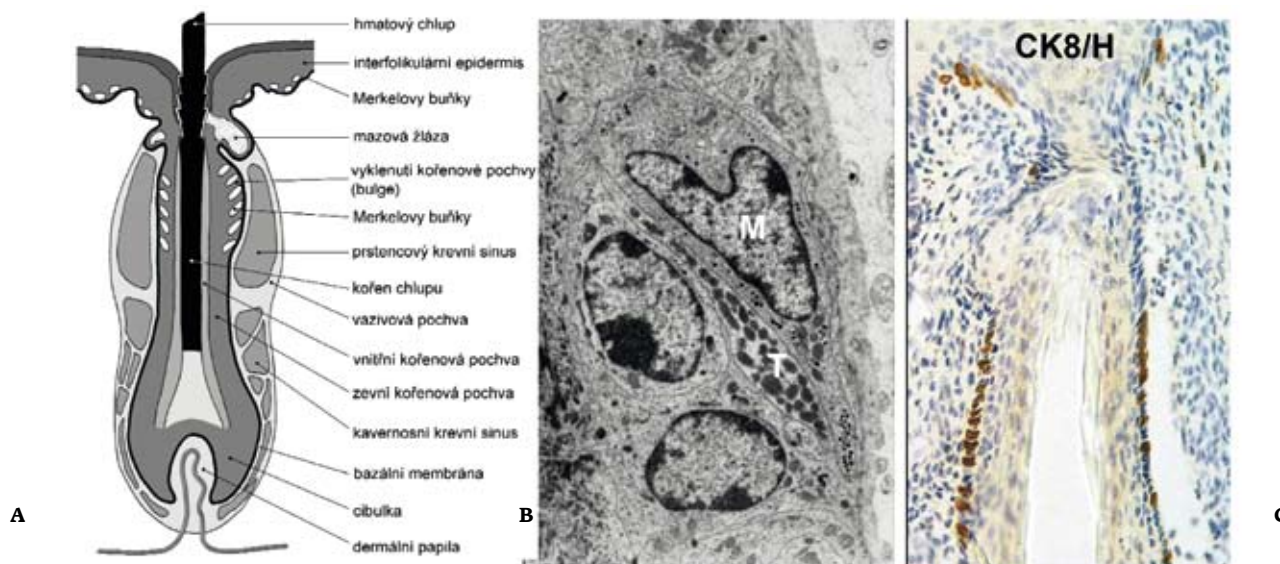 hmatový chlup
interfolikulární epidermis
Merkelovy buňky
mazová žláza
vyklenutí kořenové pochvy
(bulge)
Merkelovy buňky
prstencový krevní sinus
kořen chlupu
vazivová pochva
vnitřní kořenová pochva
zevní kořenová pochva
kavernosní krevní sinus
bazální membrána
cibulka
dermální papila
A
M
T
B
CK8/H